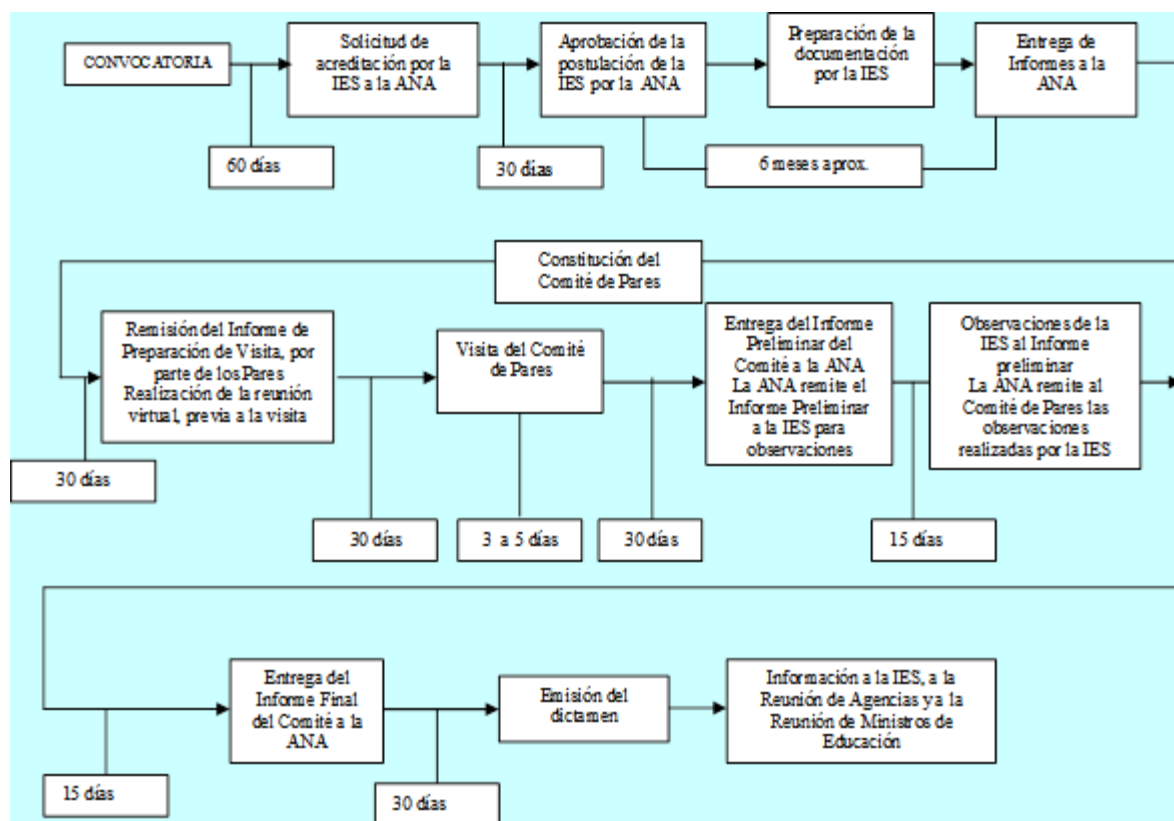 CONVOCATORIA
Solicitud de
acreditación por la
IES a la ANA
Aprobación de la
postulación de la
IES por la ANA
Preparación de la
documentación
por la IES
Entrega de
Informes a la
ANA
60 días
30 días
6 meses aprox.
Constitución del
Comité de Pares
Remisión del Informe de
Preparación de Visita, por
parte de los Pares
Realización de la reunión
virtual, previa a la visita
Visita del Comité
de Pares
Entrega del Informe
Preliminar del
Comité a la ANA
La ANA remite el
Informe Preliminar
a la IES para
observaciones
Observaciones de la
IES al Informe
preliminar
La ANA remite al
Comité de Pares las
observaciones
realizadas por la IES
30 días
30 días
3 a 5 días
30 días
15 días
Entrega del
Informe Final
del Comité a la
ANA
Emisión del
dictamen
Información a la IES, a la
Reunión de Agencias y a la
Reunión de Ministros de
Educación
15 días
30 días